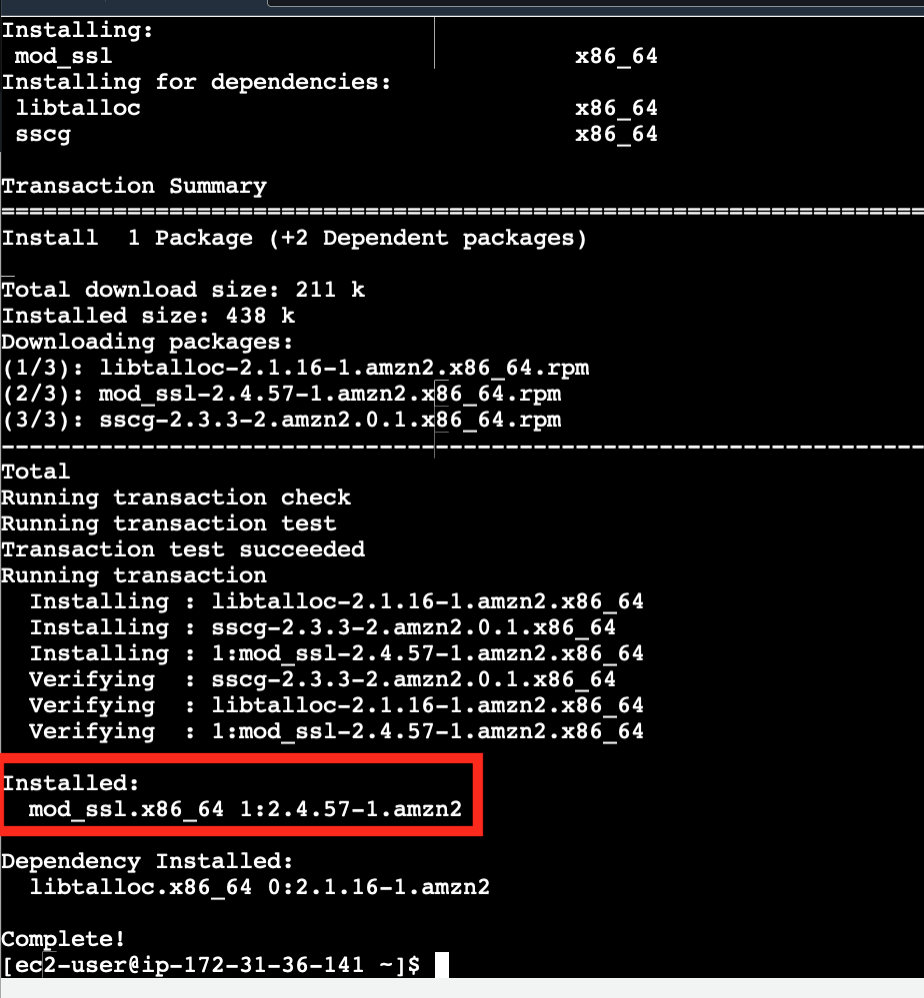 Installing:
mod_ssl x86_64
Installing for dependencies:
libtalloc x86_64
sscg x86_64
Transaction Summary
================================================================================
Install 1 Package (+2 Dependent packages)
Total download size: 211 k
Installed size: 438 k
Downloading packages:
(1/3): libtalloc-2.1.16-1.amzn2.x86_64.rpm
(2/3): mod_ssl-2.4.57-1.amzn2.x86_64.rpm
(3/3): sscg-2.3.3-2.amzn2.0.1.x86_64.rpm
--------------------------------------------------------------------------------
Total
Running transaction check
Running transaction test
Transaction test succeeded
Running transaction
Installing : libtalloc-2.1.16-1.amzn2.x86_64
Installing : sscg-2.3.3-2.amzn2.0.1.x86_64
Installing : 1:mod_ssl-2.4.57-1.amzn2.x86_64
Verifying : sscg-2.3.3-2.amzn2.0.1.x86_64
Verifying : libtalloc-2.1.16-1.amzn2.x86_64
Verifying : 1:mod_ssl-2.4.57-1.amzn2.x86_64
Installed:
mod_ssl.x86_64 1:2.4.57-1.amzn2
Dependency Installed:
libtalloc.x86_64 0:2.1.16-1.amzn2
Complete!
[ec2-user@ip-172-31-36-141 ~]$